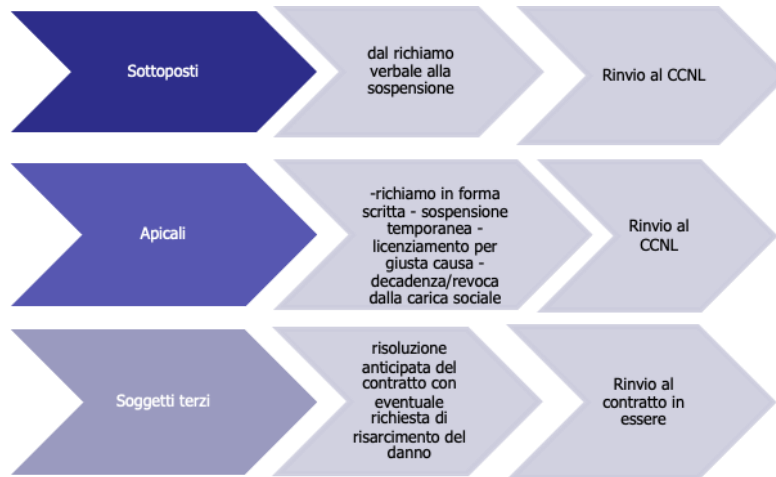 Sottoposti
dal richiamo
verbale alla
sospensione
Rinvio al CCNL
Apicali
-richiamo in forma
scritta - sospensione
temporanea -
licenziamento per
giusta causa -
decadenza/revoca
dalla carica sociale
Rinvio al
CCNL
Soggetti terzi
risoluzione
anticipata del
contratto con
eventuale
richiesta di
risarcimento del
danno
Rinvio al
contratto in
essere